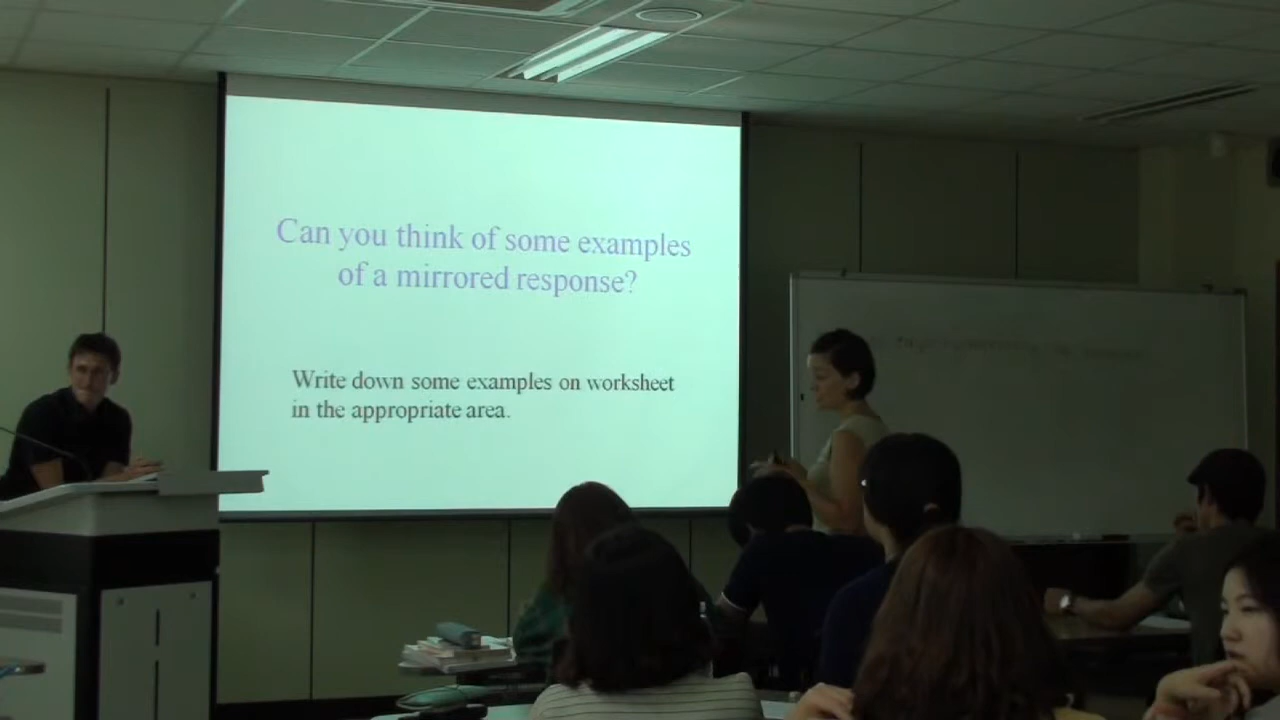 Can you think of some examples
of a mirrored response?
Write down some examples on worksheet
in the appropriate area.